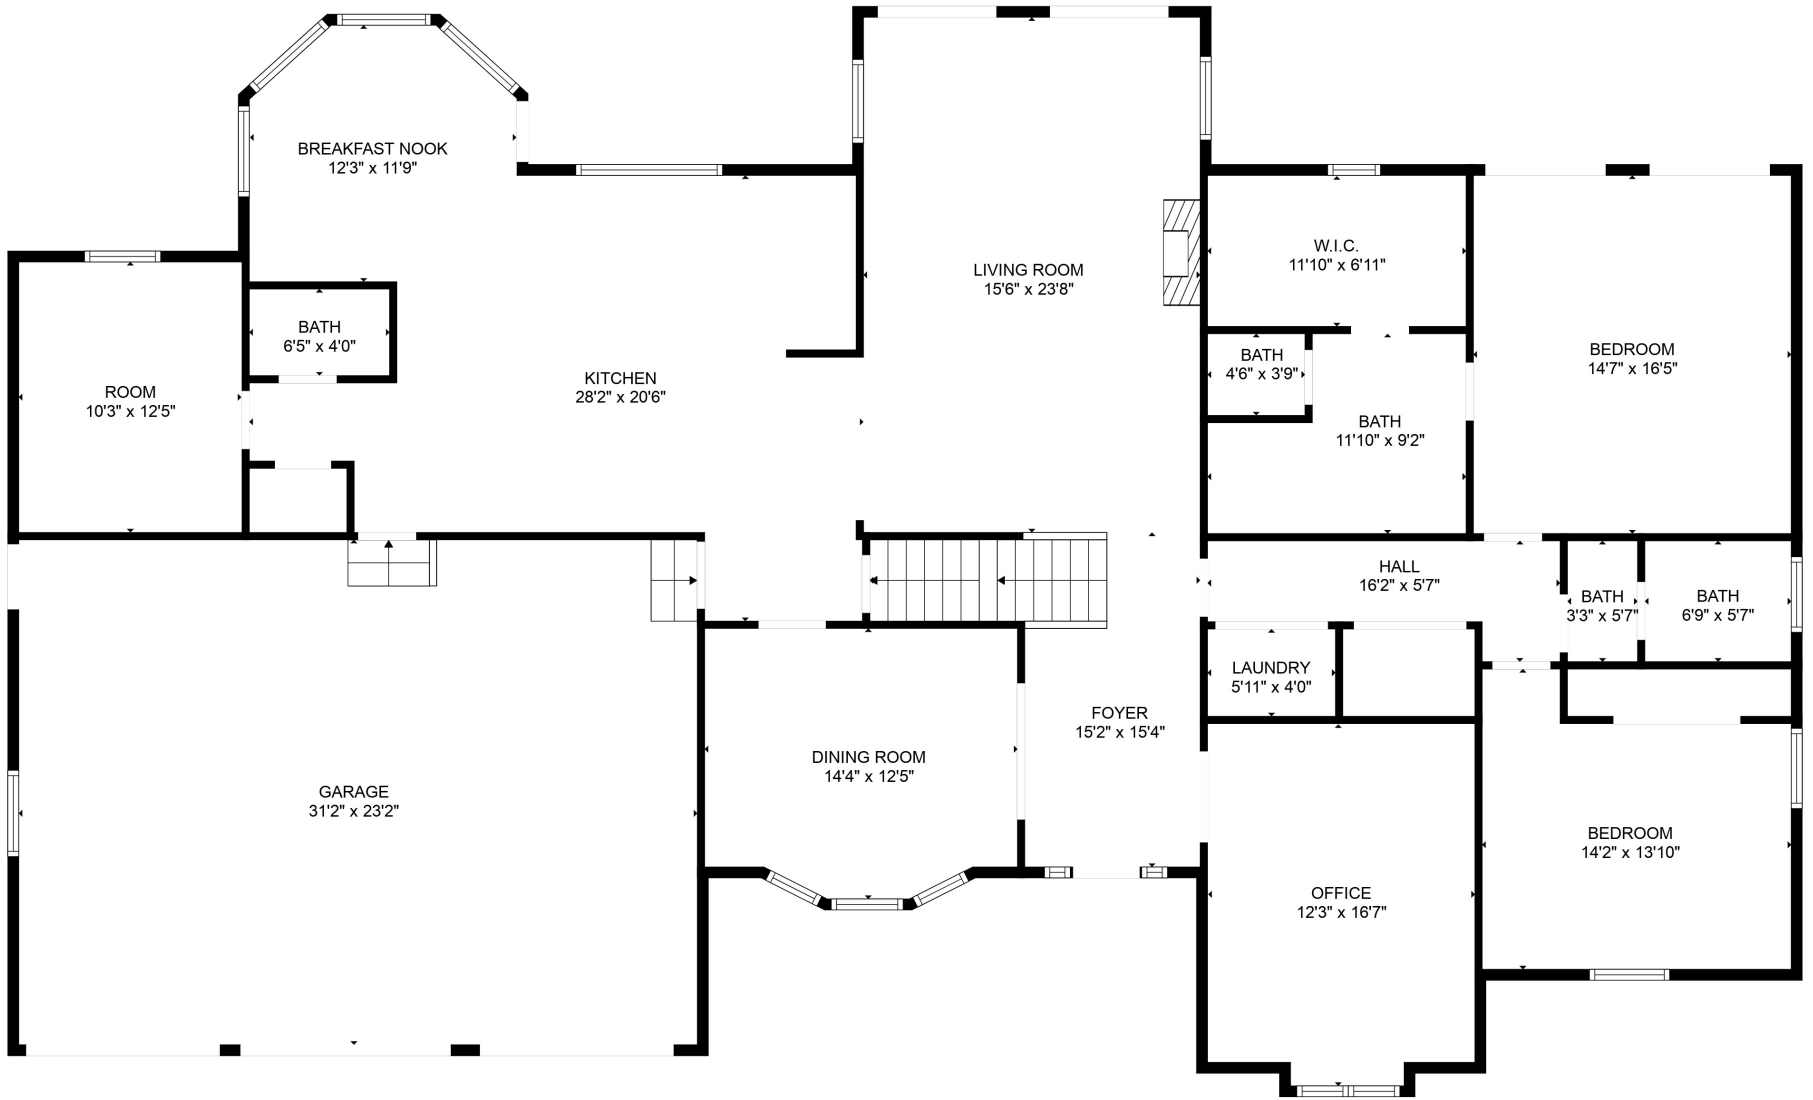 BREAKFAST NOOK
12'3" x 11'9"
LIVING ROOM
15'6" x 23'8"
W.I.C.
11'10" x 6'11"
BATH
6'5" x 4'0"
BATH
4'6" x 3'9"
BEDROOM
14'7" x 16'5"
ROOM
10'3" x 12'5"
KITCHEN
28'2" x 20'6"
BATH
11'10" x 9'2"
HALL
16'2" x 5'7"
BATH
3'3" x 5'7"
BATH
6'9" x 5'7"
LAUNDRY
5'11" x 4'0"
FOYER
15'2" x 15'4"
DINING ROOM
14'4" x 12'5"
GARAGE
31'2" x 23'2"
BEDROOM
14'2" x 13'10"
OFFICE
12'3" x 16'7"